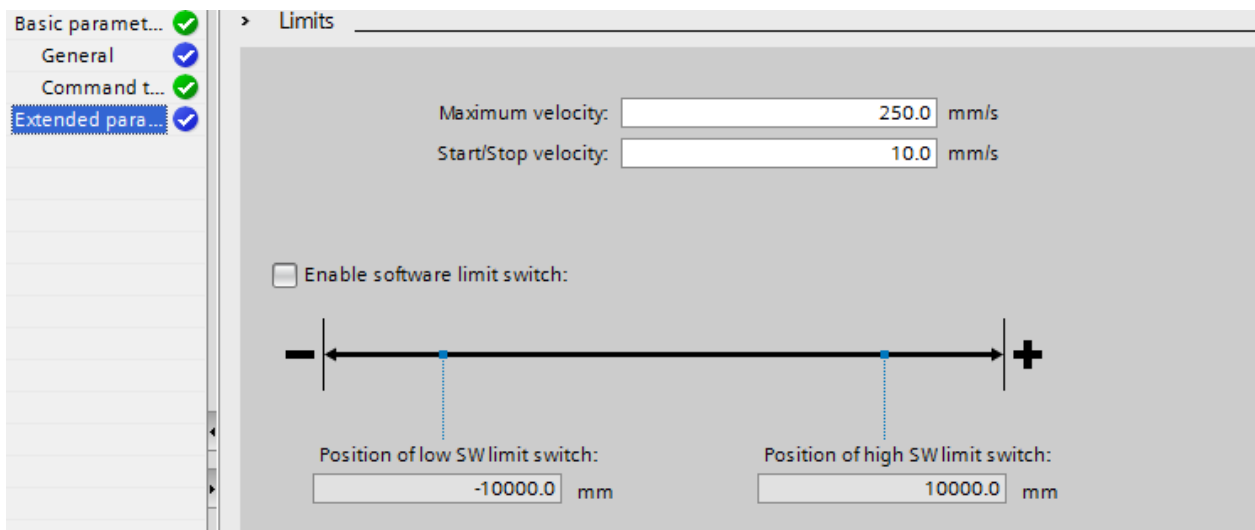 Basic paramet...
General
Command t...
Extended para...
Limits
Maximum velocity: 250.0 mm/s
Start/Stop velocity: 10.0 mm/s
Enable software limit switch:
Position of low SW limit switch: Position of high SW limit switch:
-10000.0 mm 10000.0 mm